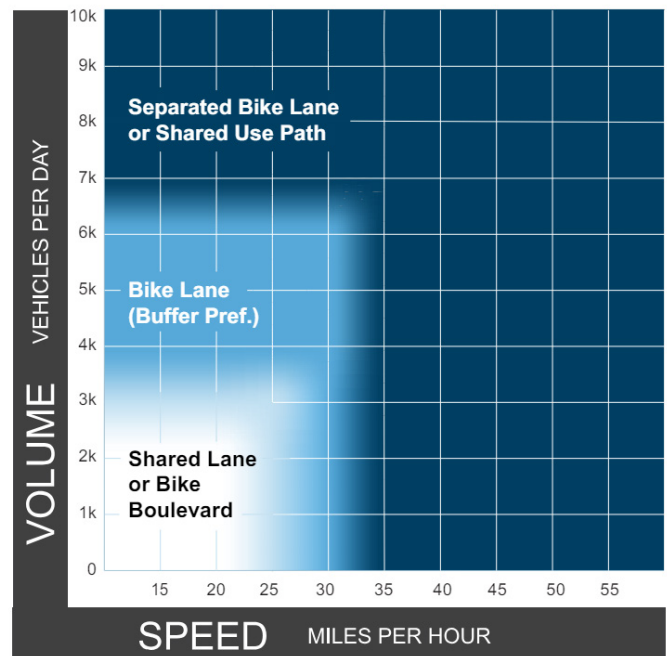 10k
9k
8k
7k
6k
5k
4k
3k
2k
1k
0
VOLUME VEHICLES PER DAY
Separated Bike Lane
or Shared Use Path
Bike Lane
(Buffer Pref.)
Shared Lane
or Bike
Boulevard
15 20 25 30 35 40 45 50 55
SPEED MILES PER HOUR